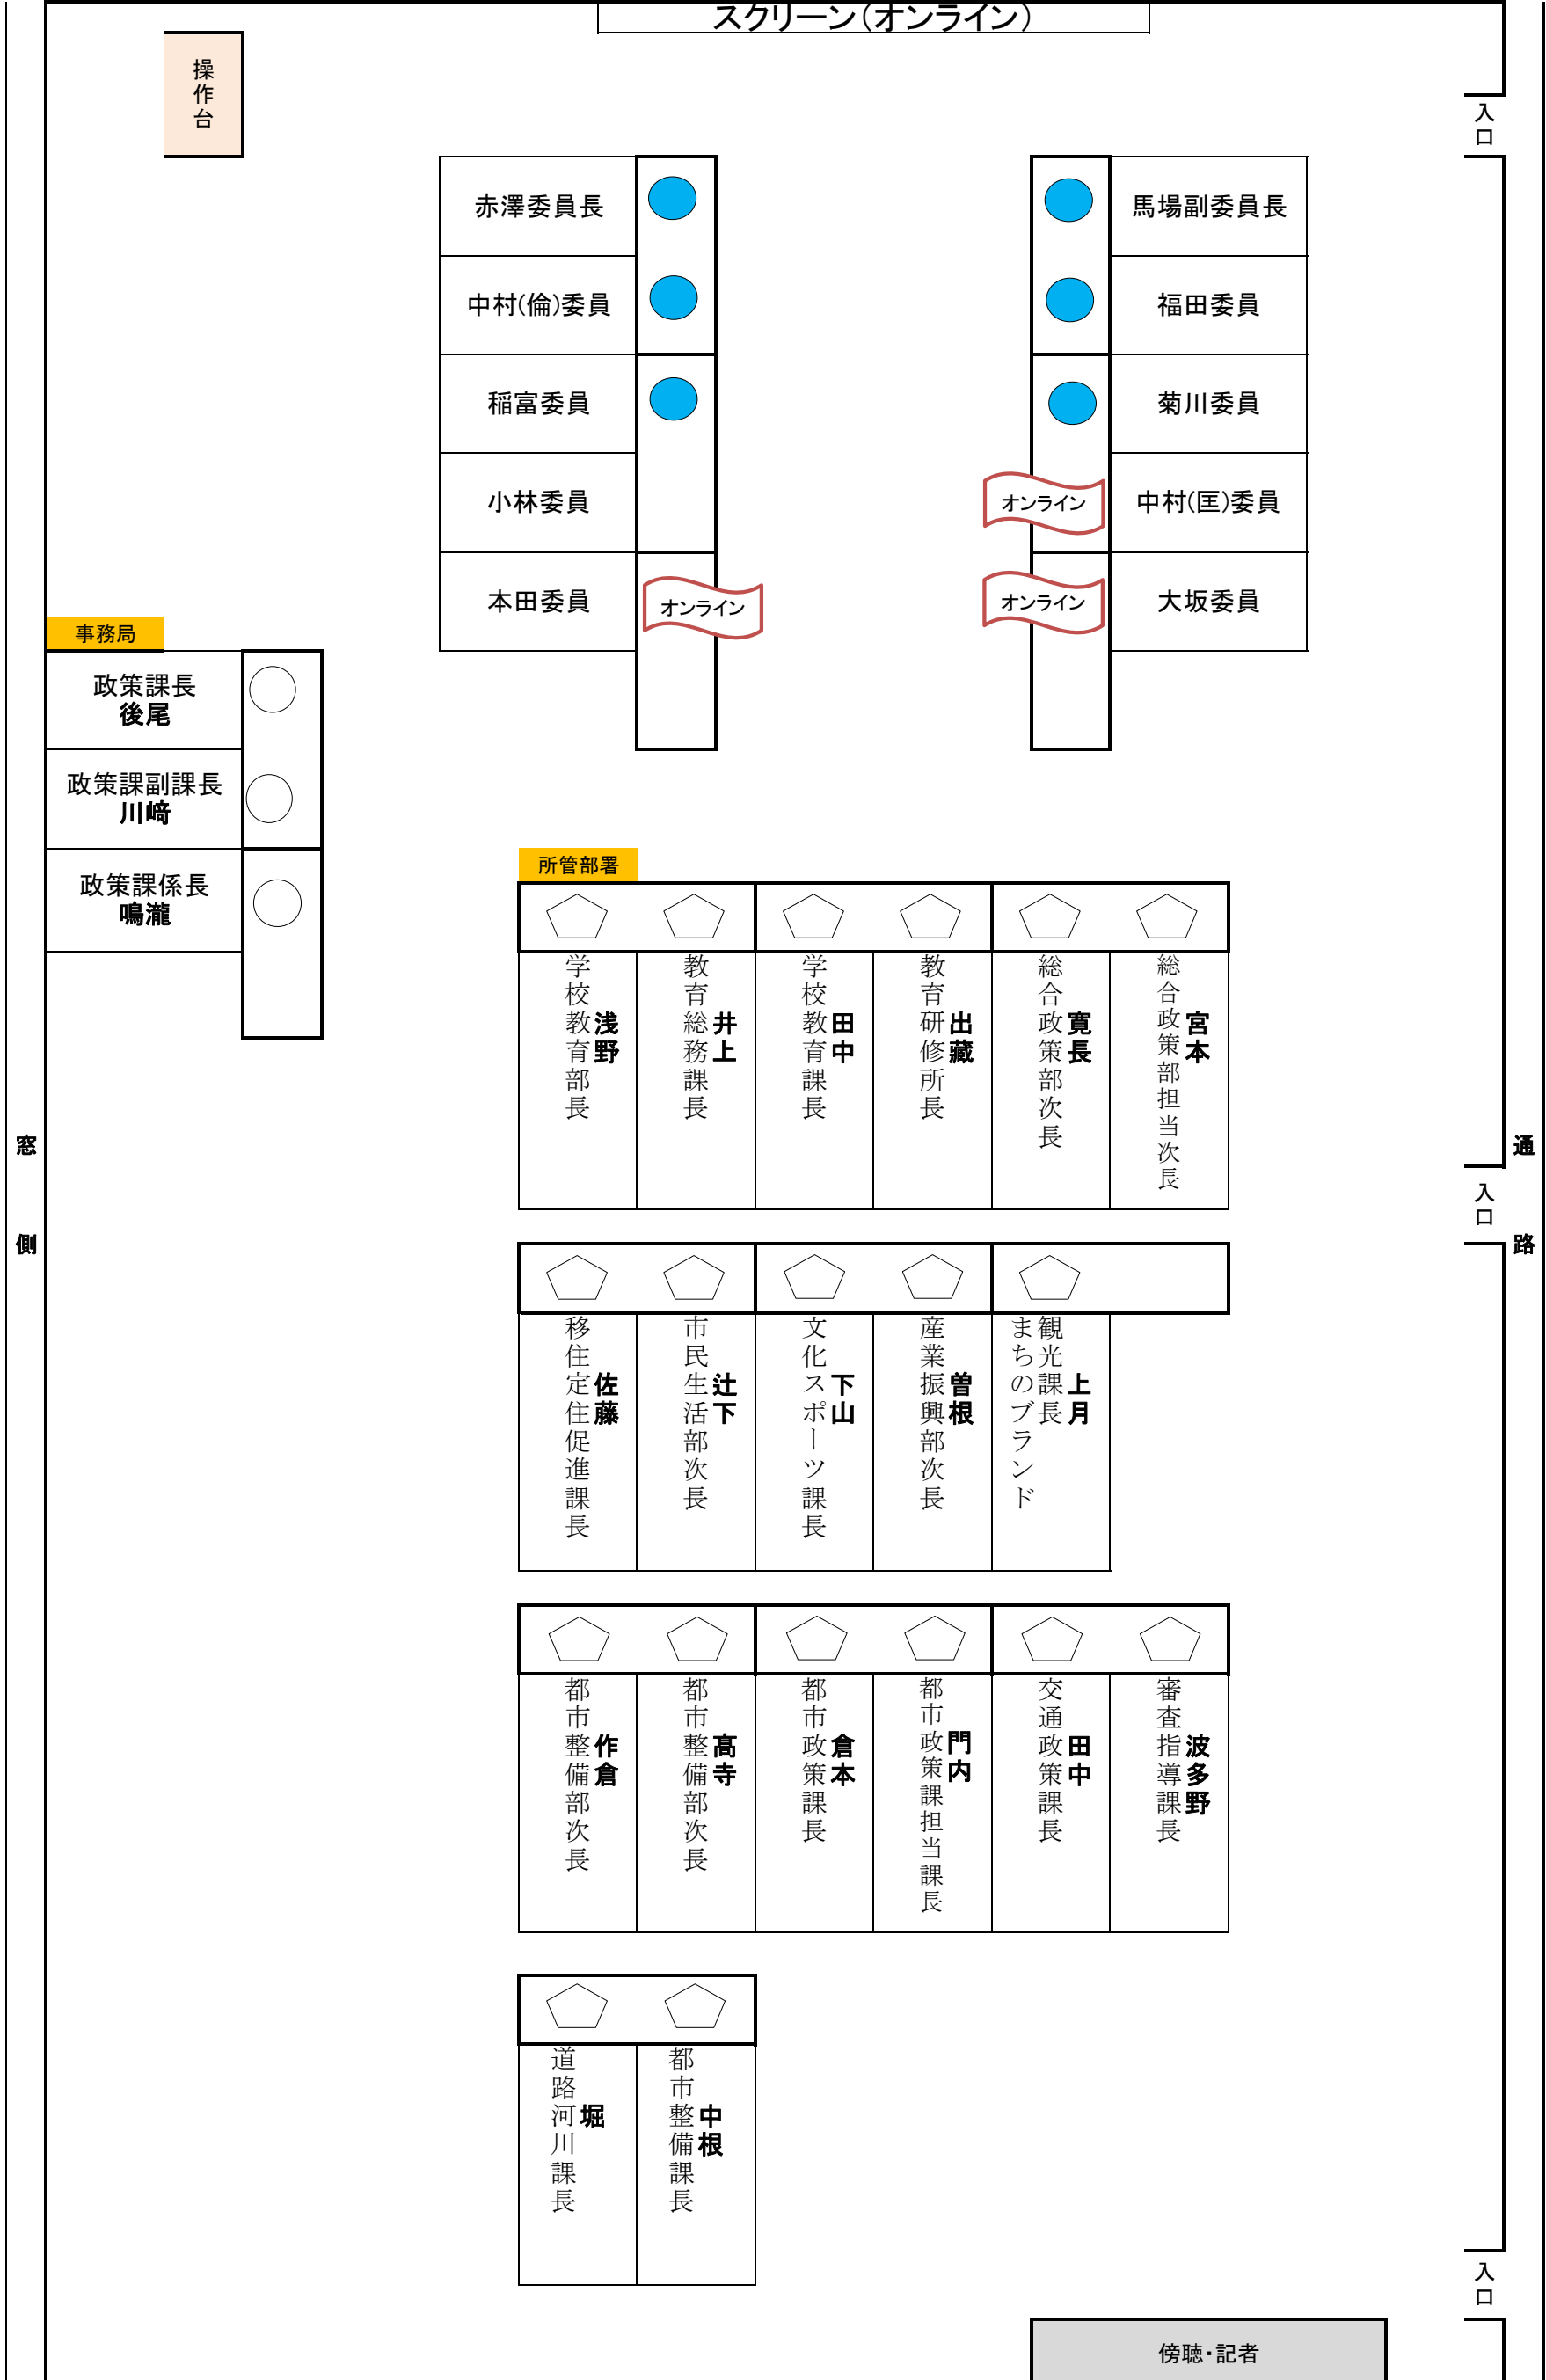 スクリーン（オンライン）
操作台
入口
赤澤委員長
馬場副委員長
中村(倫)委員
福田委員
稲富委員
菊川委員
小林委員
オンライン
中村(匡)委員
本田委員
オンライン
オンライン
大坂委員
事務局
政策課長
後尾
政策課副課長
川﨑
政策課係長
鳴瀧
所管部署
学校教育部長
浅野
教育総務課長
井上
学校教育課長
田中
教育研修所長
出藏
総合政策部次長
寛長
総合政策部担当次長
宮本
窓側
通路
入口
移住定住促進課長
佐藤
市民生活部次長
辻下
文化スポーツ課長
下山
産業振興部次長
曽根
まちのブランド
観光課長
上月
都市整備部次長
作倉
都市整備部次長
髙寺
都市政策課長
倉本
都市政策課担当課長
門内
交通政策課長
田中
審査指導課長
波多野
道路河川課長
堀
都市整備課長
中根
入口
傍聴・記者